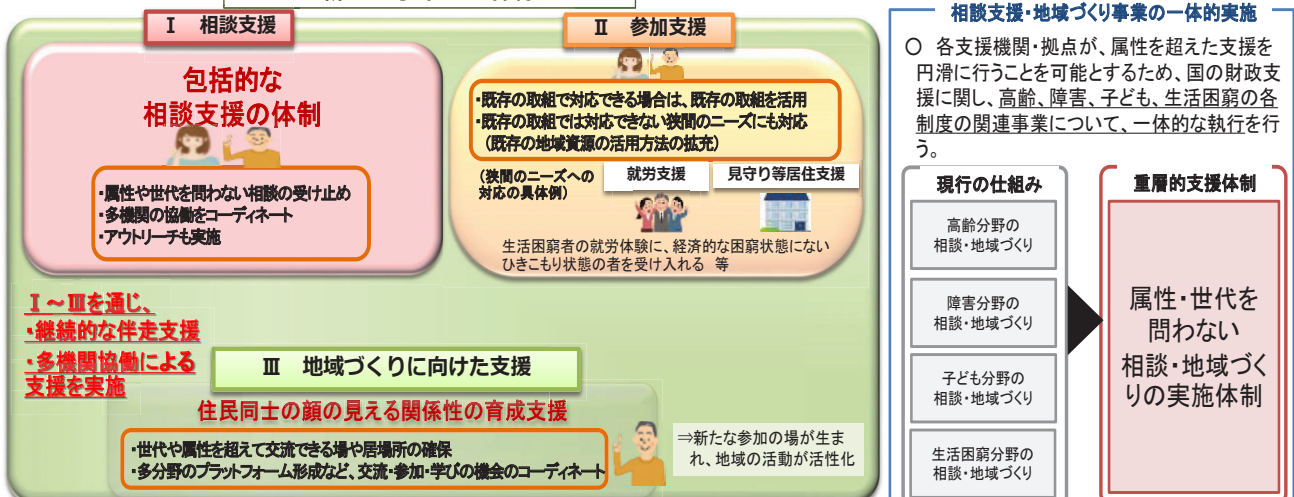 Ⅰ 相談支援
包括的な
相談支援の体制
・属性や世代を問わない相談の受け止め
・多機関の協働をコーディネート
・アウトリーチも実施
Ⅱ 参加支援
・既存の取組で対応できる場合は、既存の取組を活用
・既存の取組では対応できない狭間のニーズにも対応
（既存の地域資源の活用方法の拡充）
（狭間のニーズへの
対応の具体例）
就労支援
見守り等居住支援
生活困窮者の就労体験に、経済的な困窮状態にない
ひきこもり状態の者を受け入れる 等
Ⅰ～Ⅲを通じ、
・継続的な伴走支援
・多機関協働による
支援を実施
Ⅲ 地域づくりに向けた支援
住民同士の顔の見える関係性の育成支援
・世代や属性を超えて交流できる場や居場所の確保
・多分野のプラットフォーム形成など、交流・参加・学びの機会のコーディネート
⇒新たな参加の場が生ま
れ、地域の活動が活性化
相談支援・地域づくり事業の一体的実施
○ 各支援機関・拠点が、属性を超えた支援を
円滑に行うことを可能とするため、国の財政支
援に関し、高齢、障害、子ども、生活困窮の各
制度の関連事業について、一体的な執行を行
う。
現行の仕組み
高齢分野の
相談・地域づくり
障害分野の
相談・地域づくり
子ども分野の
相談・地域づくり
生活困窮分野の
相談・地域づくり
重層的支援体制
属性・世代を
問わない
相談・地域づく
りの実施体制